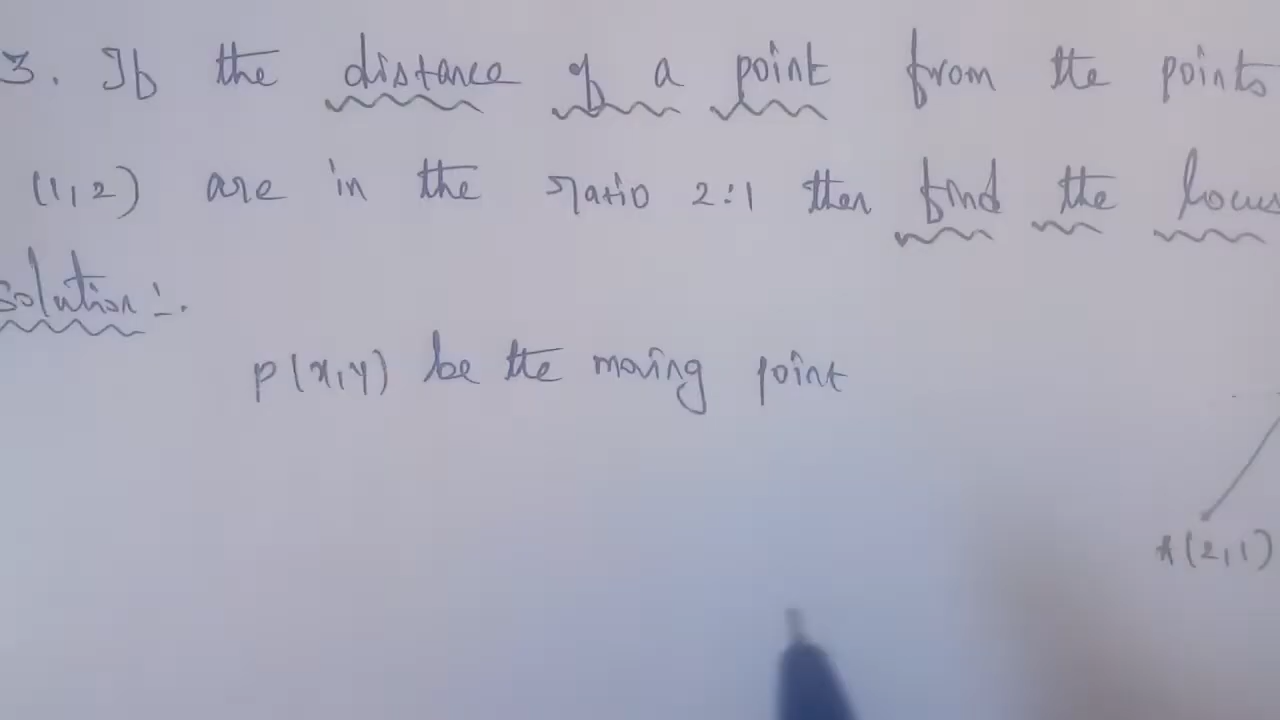 3. If the distance of a point from the points
(1,2) are in the ratio 2:1 then find the locus
solution:-
P(x,y) be the moving point
A(2,1)